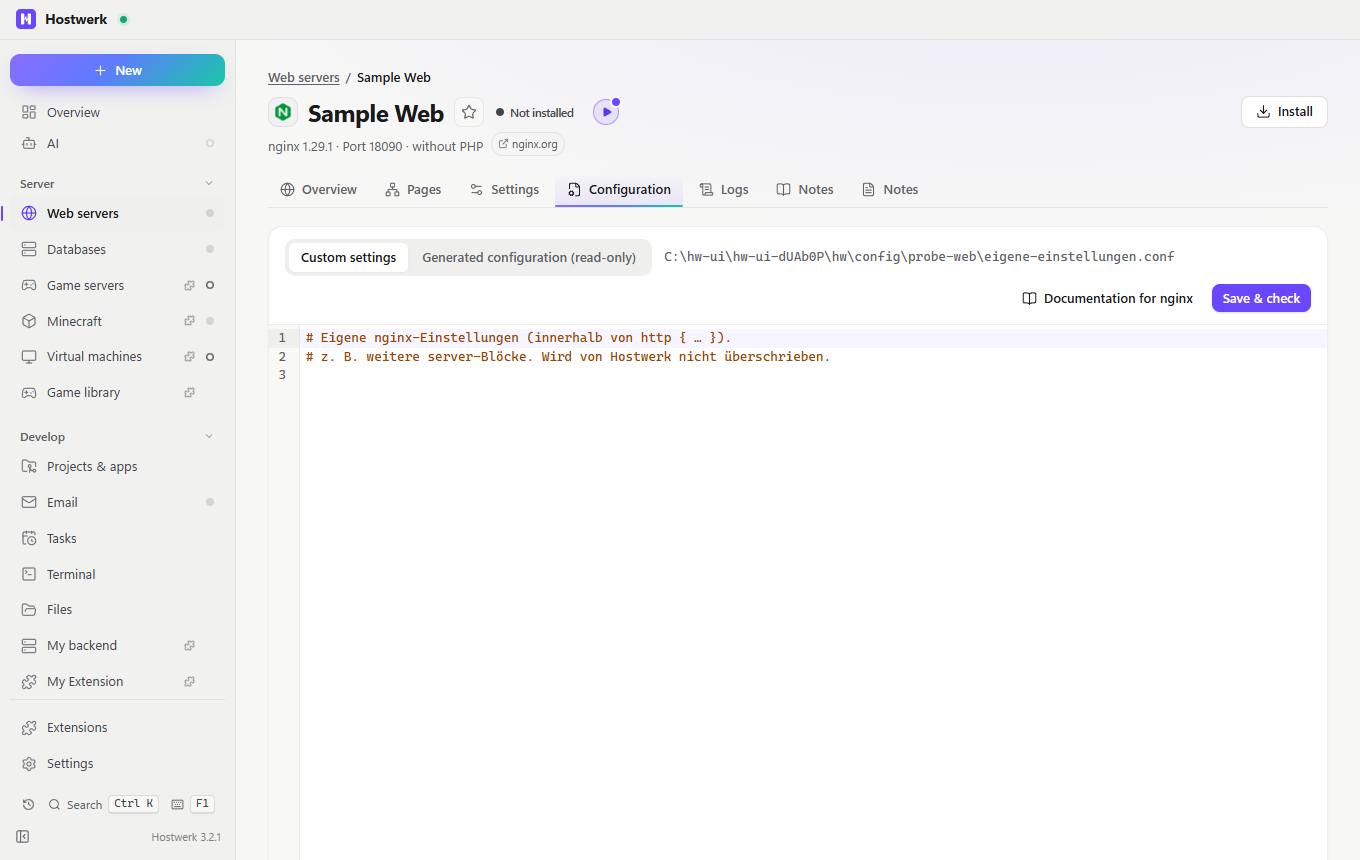 Hostwerk
New
Overview
AI
Server
Web servers
Databases
Game servers
Minecraft
Virtual machines
Game library
Develop
Projects & apps
Email
Tasks
Terminal
Files
My backend
My Extension
Extensions
Settings
Search Ctrl K F1
Hostwerk 3.2.1
Web servers / Sample Web
Sample Web Not installed
Install
nginx 1.29.1 · Port 18090 · without PHP nginx.org
Overview Pages Settings Configuration Logs Notes Notes
Custom settings Generated configuration (read-only) C:\hw-ui\hw-ui-dUAb0P\hw\config\probe-web\eigene-einstellungen.conf
Documentation for nginx Save & check
1 # Eigene nginx-Einstellungen (innerhalb von http { … }).
2 # z. B. weitere server-Blöcke. Wird von Hostwerk nicht überschrieben.
3